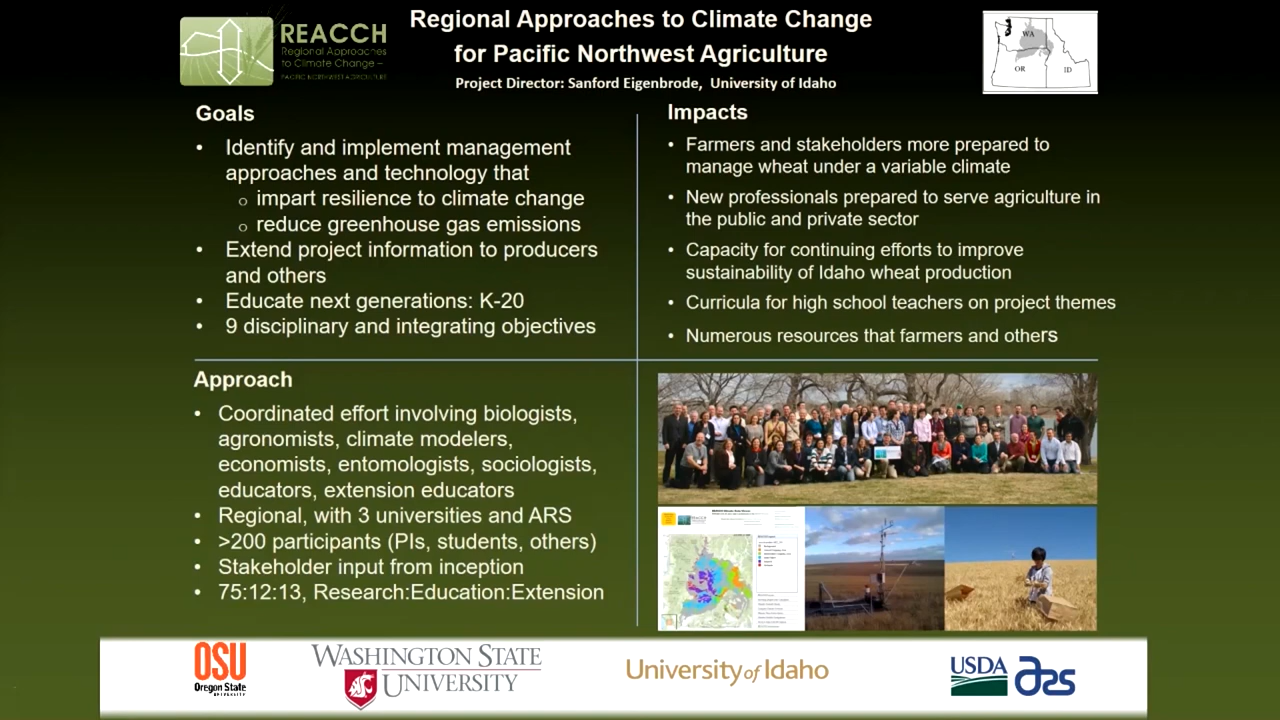 REACCH
Regional Approaches
to Climate Change –
PACIFIC NORTHWEST AGRICULTURE
Regional Approaches to Climate Change
for Pacific Northwest Agriculture
Project Director: Sanford Eigenbrode, University of Idaho
WA
OR
ID
Goals
• Identify and implement management
approaches and technology that
o impart resilience to climate change
o reduce greenhouse gas emissions
• Extend project information to producers
and others
• Educate next generations: K-20
• 9 disciplinary and integrating objectives
Impacts
• Farmers and stakeholders more prepared to
manage wheat under a variable climate
• New professionals prepared to serve agriculture in
the public and private sector
• Capacity for continuing efforts to improve
sustainability of Idaho wheat production
• Curricula for high school teachers on project themes
• Numerous resources that farmers and others
Approach
• Coordinated effort involving biologists,
agronomists, climate modelers,
economists, entomologists, sociologists,
educators, extension educators
• Regional, with 3 universities and ARS
• >200 participants (PIs, students, others)
• Stakeholder input from inception
• 75:12:13, Research:Education:Extension
REACCH
OSU
Oregon State
UNIVERSITY
WASHINGTON STATE
UNIVERSITY
University of Idaho
USDA
ars